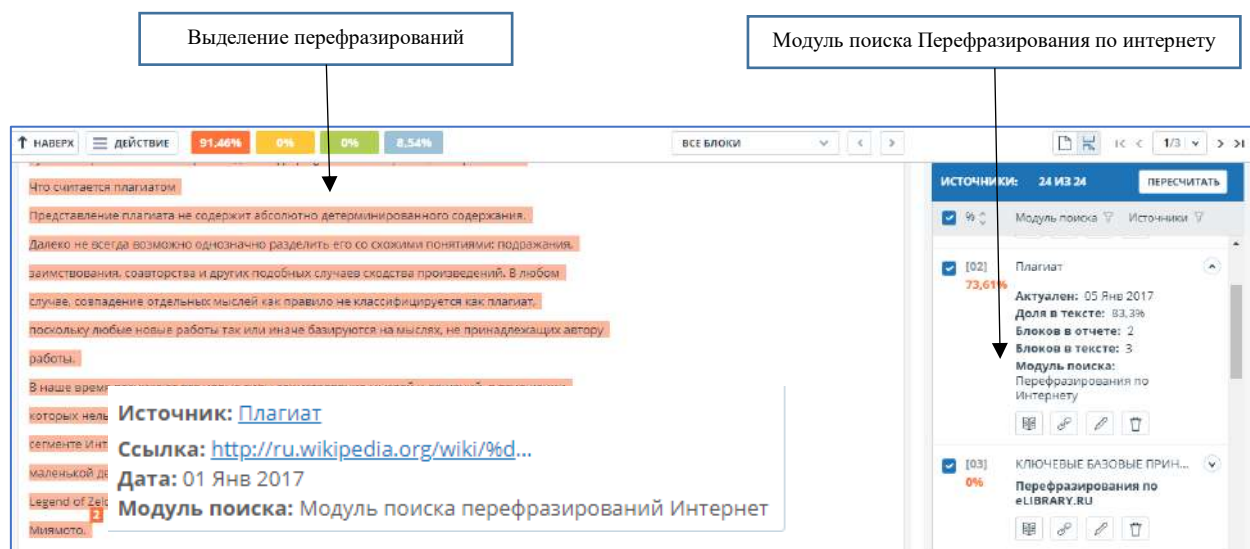 Выделение перефразирований
Модуль поиска Перефразирования по интернету
НАВЕРХ ДЕЙСТВИЕ 91,46% 0% 0% 8,54% ВСЕ БЛОКИ 1/3
Что считается плагиатом
Представление плагиата не содержит абсолютно детерминированного содержания.
Далеко не всегда возможно однозначно разделить его со схожими понятиями: подражания,
заимствования, соавторства и других подобных случаев сходства произведений. В любом
случае, совпадение отдельных мыслей как правило не классифицируется как плагиат,
поскольку любые новые работы так или иначе базируются на мыслях, не принадлежащих автору
работы.
В наше время
которых нель
сегменте Инт
маленькой де
Legend of Zeld
Миямото.
2
Источник: Плагиат
Ссылка: http://ru.wikipedia.org/wiki/%d...
Дата: 01 Янв 2017
Модуль поиска: Модуль поиска перефразирований Интернет
ИСТОЧНИКИ: 24 ИЗ 24 ПЕРЕСЧИТАТЬ
% Модуль поиска Источники
[02] Плагиат
73,61%
Актуален: 05 Янв 2017
Доля в тексте: 83,3%
Блоков в отчете: 2
Блоков в тексте: 3
Модуль поиска:
Перефразирования по
Интернету
[03] КЛЮЧЕВЫЕ БАЗОВЫЕ ПРИН...
0%
Перефразирования по
eLIBRARY.RU